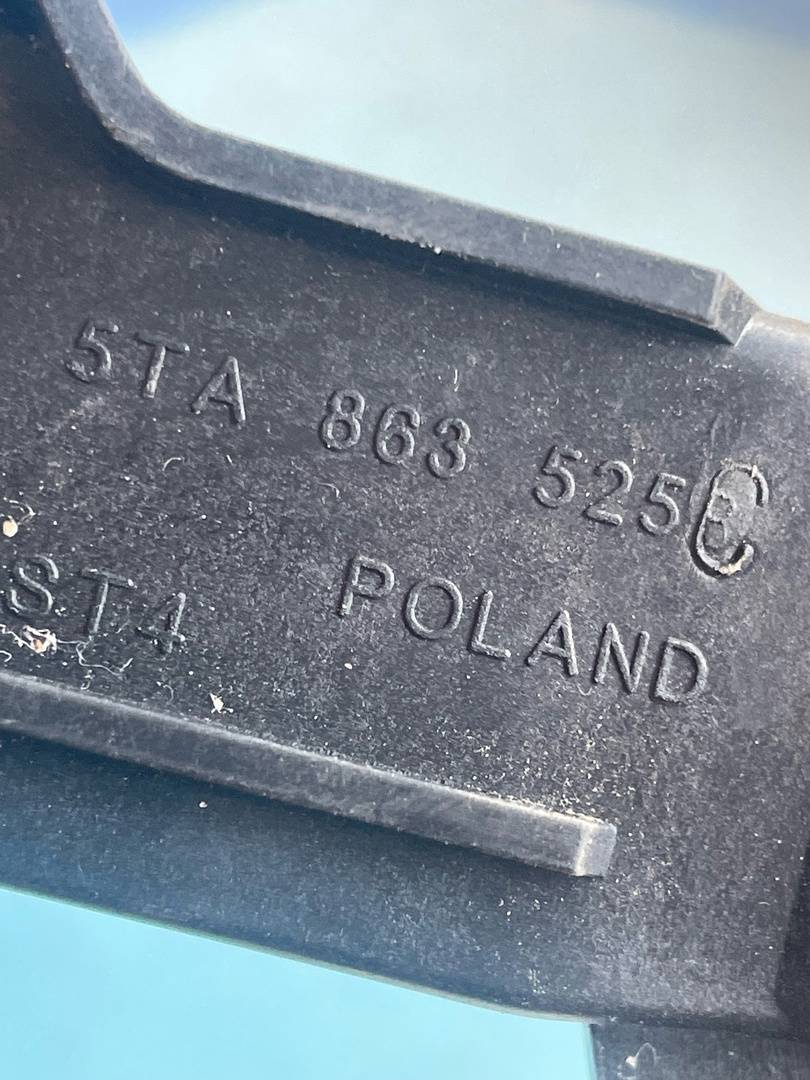 5TA 863 525C
ST4 POLAND